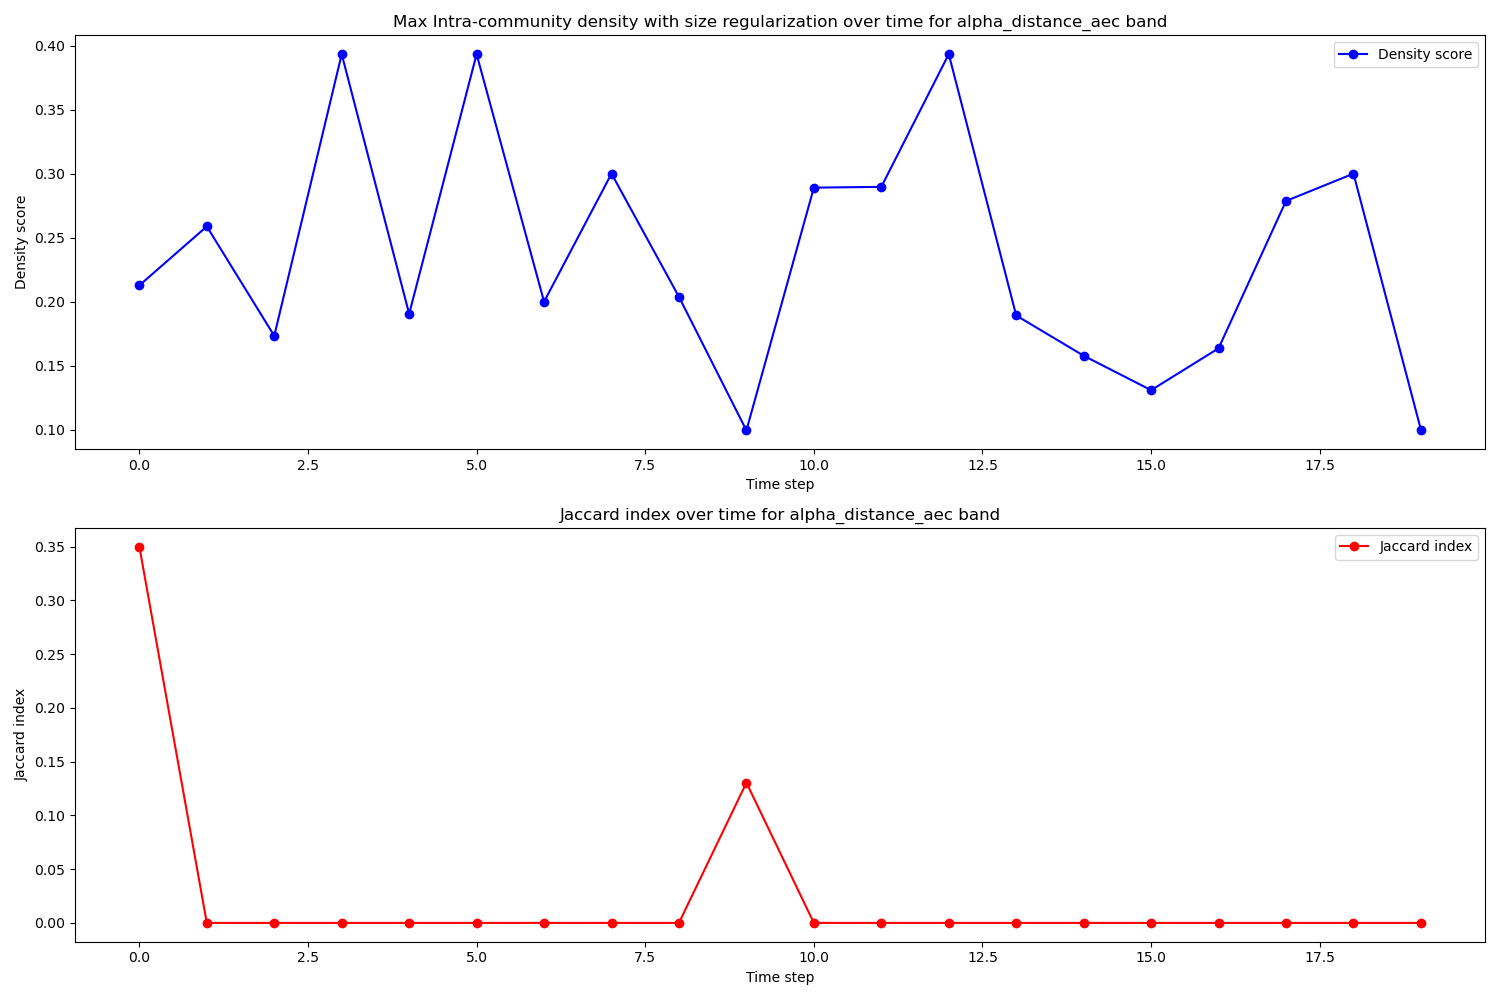 Max Intra-community density with size regularization over time for alpha_distance_aec band
Density score
0.40
0.35
0.30
0.25
0.20
0.15
0.10
Density score
0.0 2.5 5.0 7.5 10.0 12.5 15.0 17.5
Time step
Jaccard index over time for alpha_distance_aec band
Jaccard index
0.35
0.30
0.25
0.20
0.15
0.10
0.05
0.00
Jaccard index
0.0 2.5 5.0 7.5 10.0 12.5 15.0 17.5
Time step